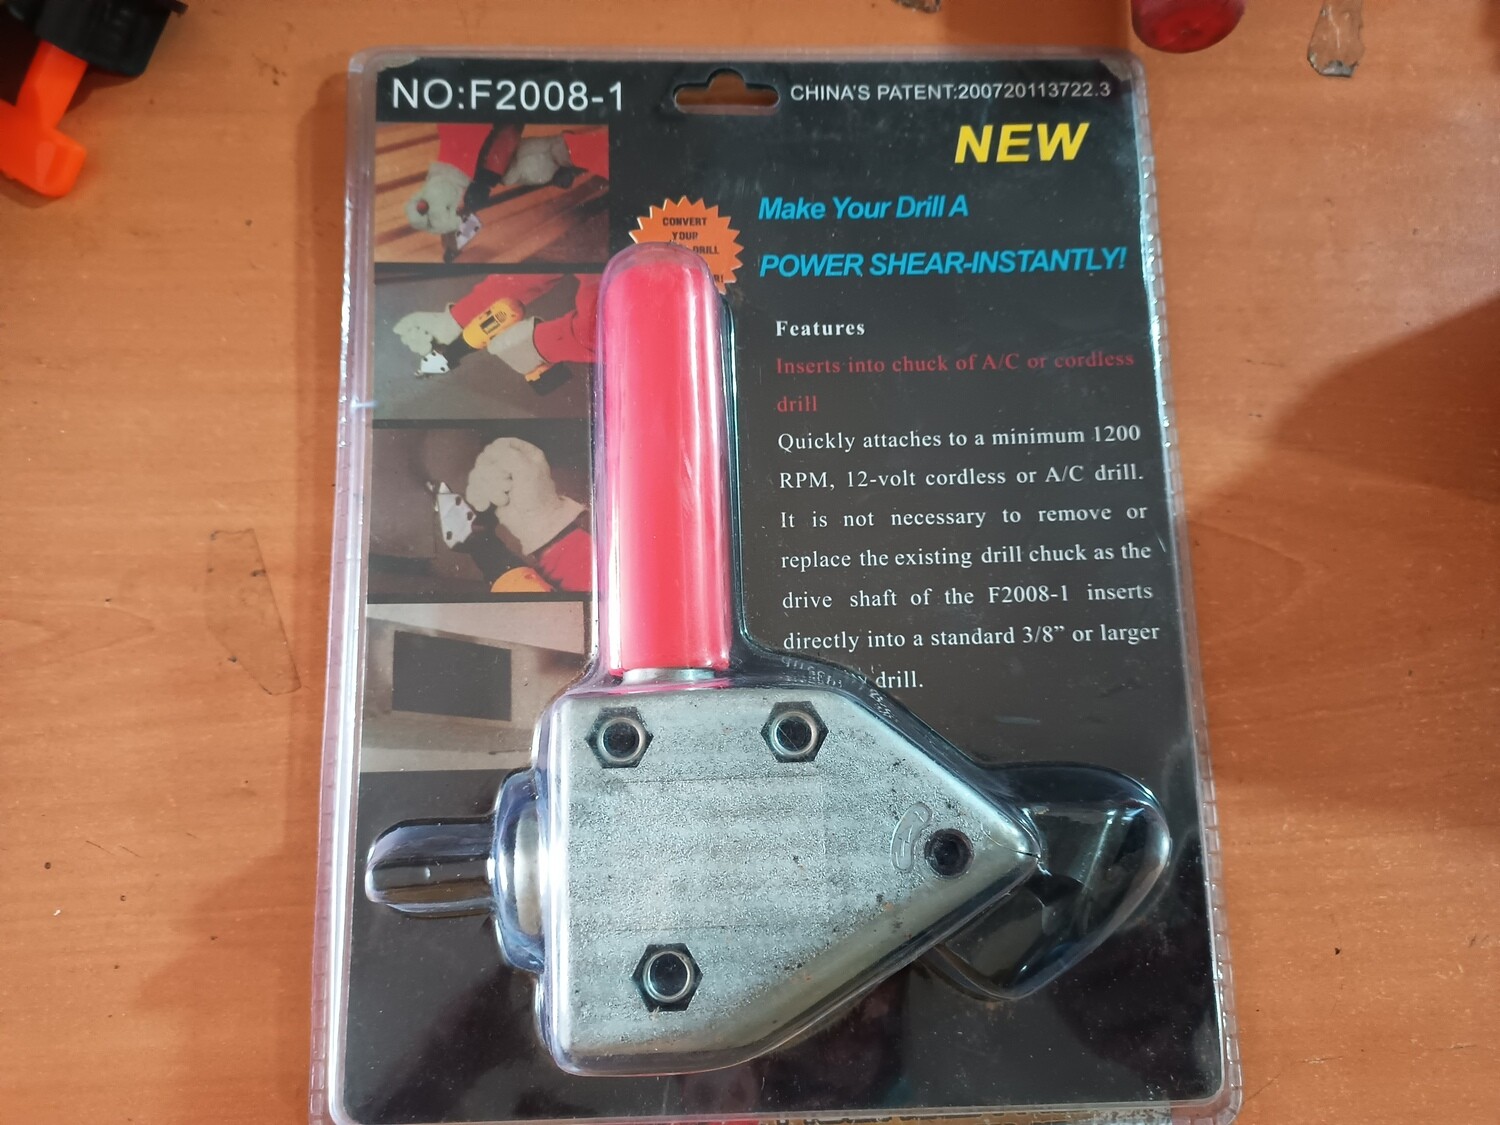 NO:F2008-1
CHINA'S PATENT:200720113722.3
NEW
CONVERT
YOUR
DRILL
Make Your Drill A
POWER SHEAR-INSTANTLY!
Features
Inserts into chuck of A/C or cordless
drill
Quickly attaches to a minimum 1200
RPM, 12-volt cordless or A/C drill.
It is not necessary to remove or
replace the existing drill chuck as the
drive shaft of the F2008-1 inserts
directly into a standard 3/8” or larger
drill.